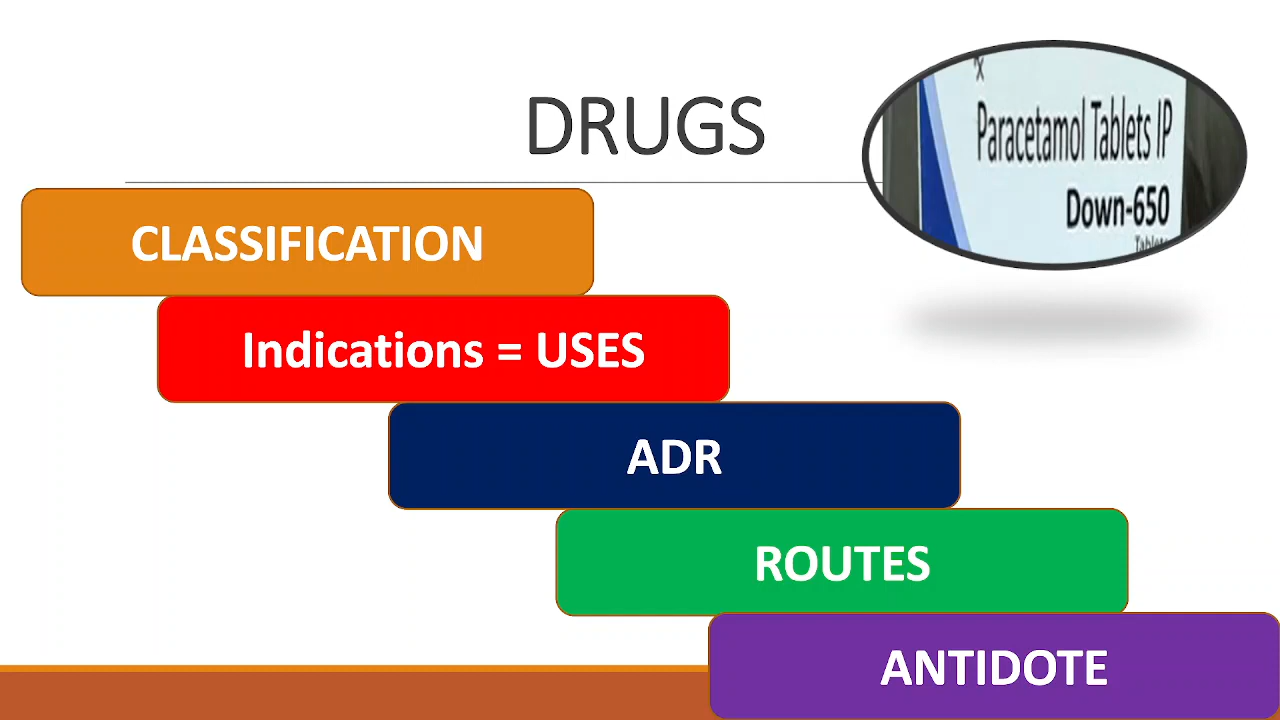 DRUGS
Paracetamol Tablets IP
Down-650
CLASSIFICATION
Indications = USES
ADR
ROUTES
ANTIDOTE